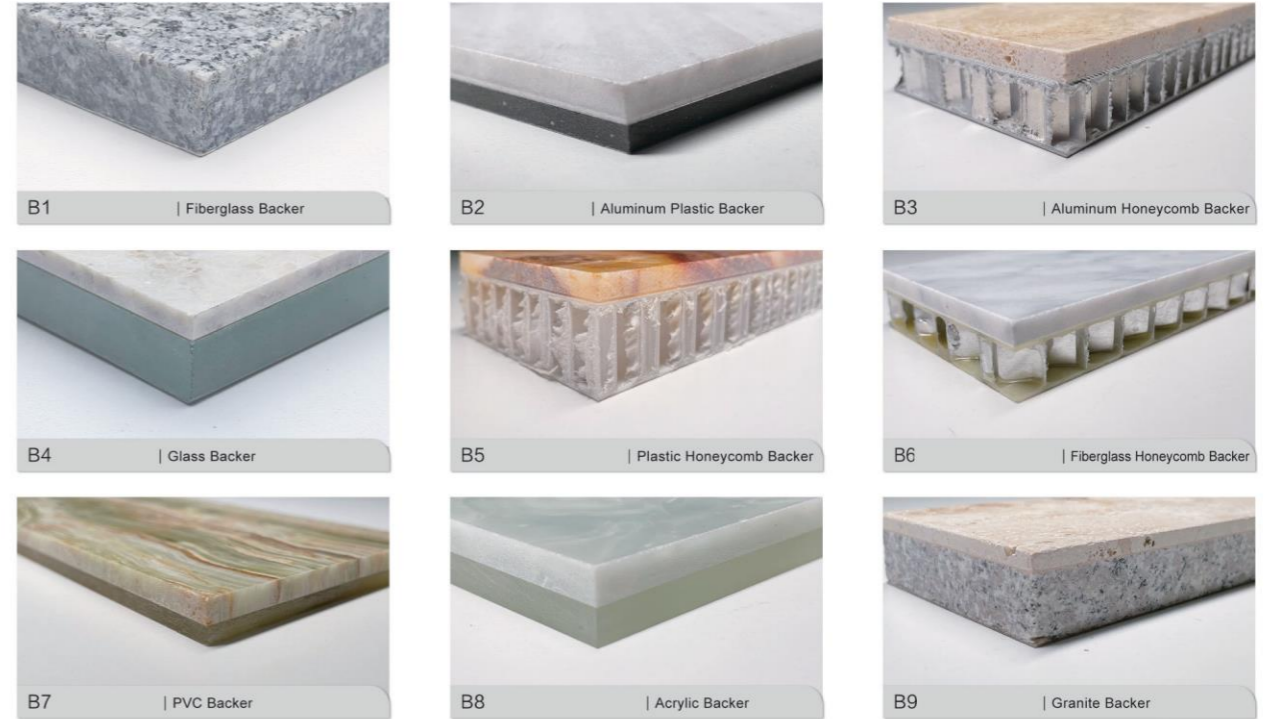 B1 | Fiberglass Backer
B2 | Aluminum Plastic Backer
B3 | Aluminum Honeycomb Backer
B4 | Glass Backer
B5 | Plastic Honeycomb Backer
B6 | Fiberglass Honeycomb Backer
B7 | PVC Backer
B8 | Acrylic Backer
B9 | Granite Backer